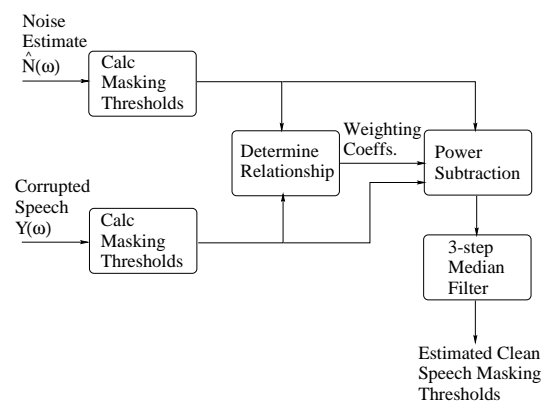 Noise
Estimate
N̂(ω)
Calc
Masking
Thresholds
Determine
Relationship
Weighting
Coeffs.
Power
Subtraction
Corrupted
Speech
Y(ω)
Calc
Masking
Thresholds
3-step
Median
Filter
Estimated Clean
Speech Masking
Thresholds